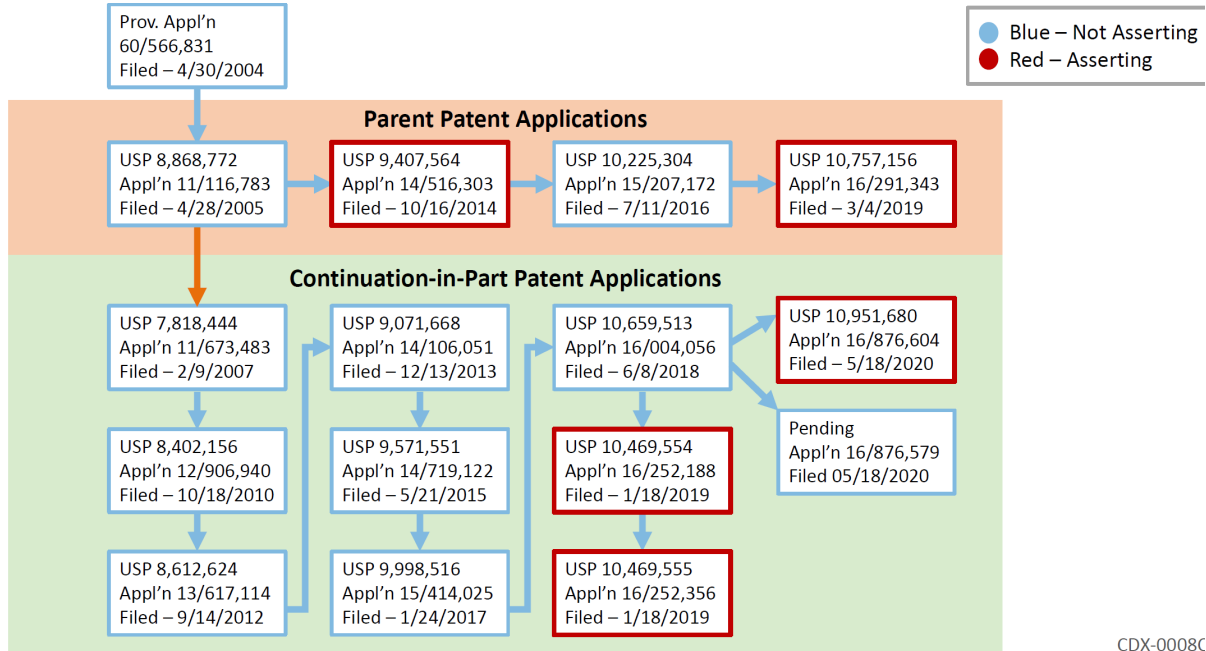 Prov. Appl'n
60/566,831
Filed – 4/30/2004
Blue – Not Asserting
Red – Asserting
Parent Patent Applications
USP 8,868,772
Appl'n 11/116,783
Filed – 4/28/2005
USP 9,407,564
Appl'n 14/516,303
Filed – 10/16/2014
USP 10,225,304
Appl'n 15/207,172
Filed – 7/11/2016
USP 10,757,156
Appl'n 16/291,343
Filed – 3/4/2019
Continuation-in-Part Patent Applications
USP 7,818,444
Appl'n 11/673,483
Filed – 2/9/2007
USP 8,402,156
Appl'n 12/906,940
Filed – 10/18/2010
USP 8,612,624
Appl'n 13/617,114
Filed – 9/14/2012
USP 9,071,668
Appl'n 14/106,051
Filed – 12/13/2013
USP 9,571,551
Appl'n 14/719,122
Filed – 5/21/2015
USP 9,998,516
Appl'n 15/414,025
Filed – 1/24/2017
USP 10,659,513
Appl'n 16/004,056
Filed – 6/8/2018
USP 10,469,554
Appl'n 16/252,188
Filed – 1/18/2019
USP 10,469,555
Appl'n 16/252,356
Filed – 1/18/2019
USP 10,951,680
Appl'n 16/876,604
Filed – 5/18/2020
Pending
Appl'n 16/876,579
Filed 05/18/2020
CDX-0008C